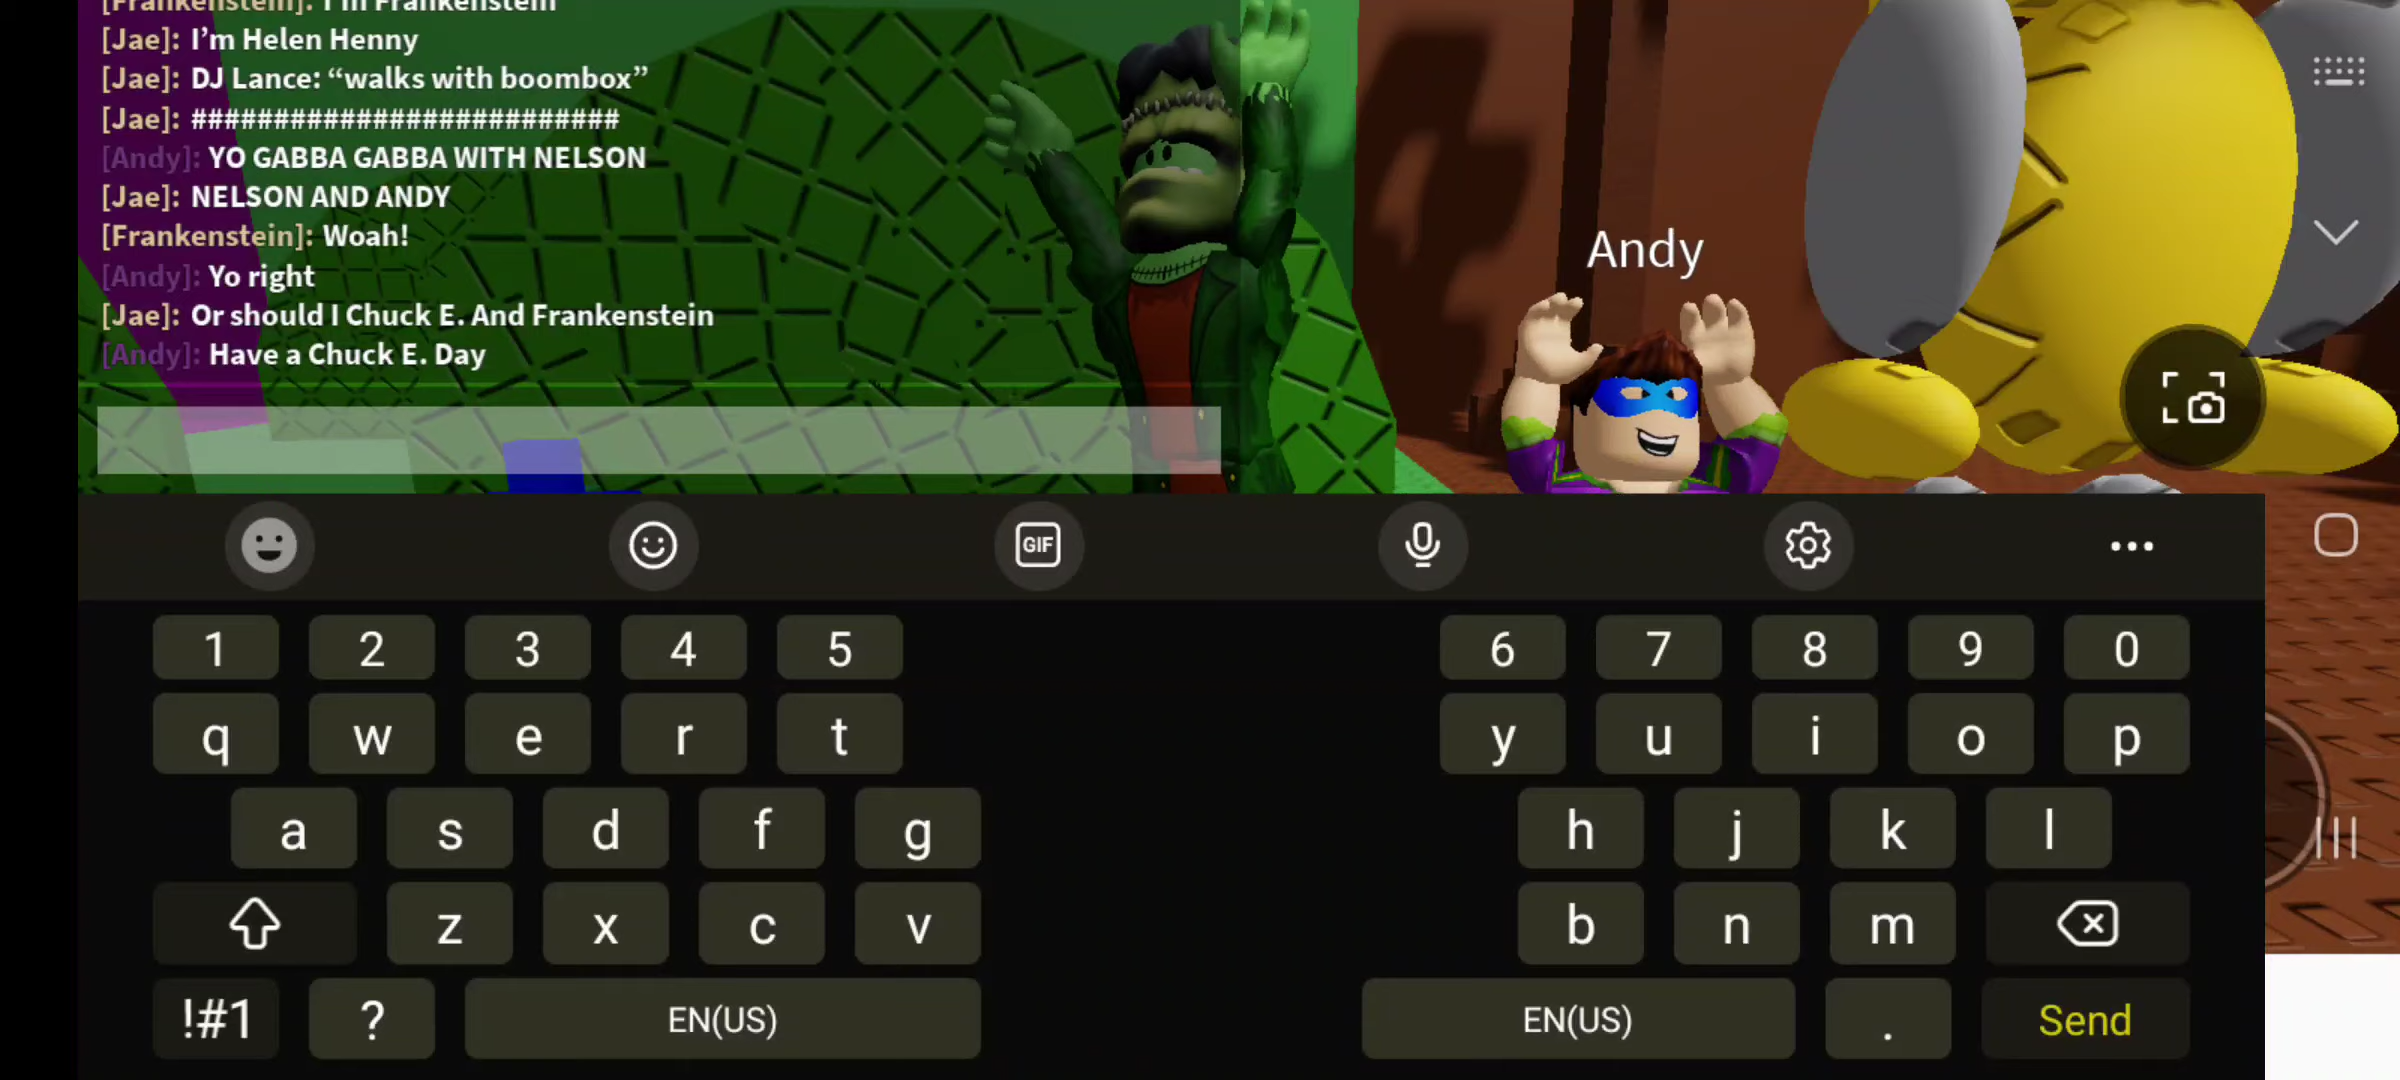 [Frankenstein]: I'm Frankenstein
[Jae]: I’m Helen Henny
[Jae]: DJ Lance: “walks with boombox”
[Jae]: ##########################
[Andy]: YO GABBA GABBA WITH NELSON
[Jae]: NELSON AND ANDY
[Frankenstein]: Woah!
[Andy]: Yo right
[Jae]: Or should I Chuck E. And Frankenstein
[Andy]: Have a Chuck E. Day
Andy
GIF
1 2 3 4 5 6 7 8 9 0
q w e r t y u i o p
a s d f g h j k l
z x c v b n m
!#1 ? EN(US) EN(US) . Send